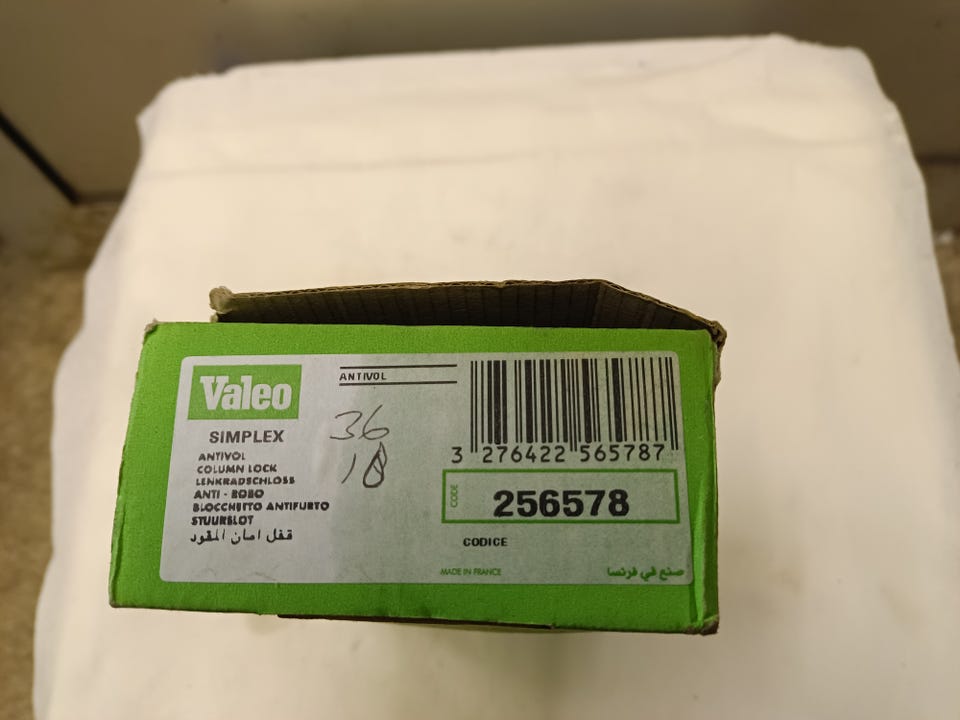 Valeo
SIMPLEX
ANTIVOL
COLUMN LOCK
LENKRADSCHLOSS
ANTI - ROBO
BLOCCHETTO ANTIFURTO
STUURSLOT
قفل امان المقود
ANTIVOL
36
18
3 276422 565787
CODE
256578
CODICE
MADE IN FRANCE
صنع في فرنسا